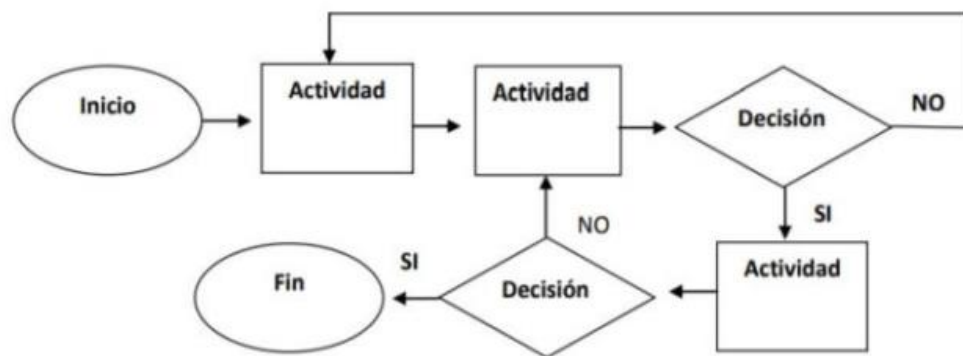 Inicio
Actividad
Actividad
Decisión
NO
SI
Actividad
NO
Decisión
SI
Fin